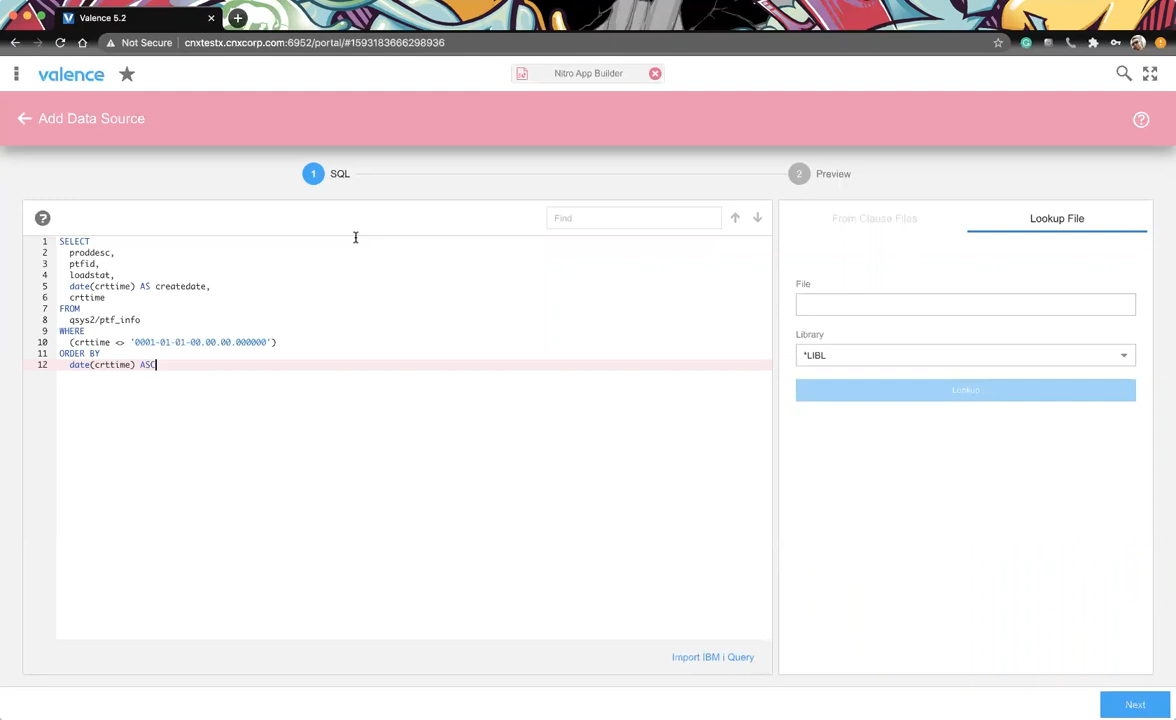 Valence 5.2
Not Secure
cnxtestx.cnxcorp.com:6952/portal/#1593183666298936
valence
Nitro App Builder
Add Data Source
1 SQL
2 Preview
Find
1 SELECT
2 proddesc,
3 ptfid,
4 loadstat,
5 date(crttime) AS createdate,
6 crttime
7 FROM
8 qsys2/ptf_info
9 WHERE
10 (crttime <> '0001-01-01-00.00.00.000000')
11 ORDER BY
12 date(crttime) ASC
Import IBM i Query
From Clause Files
Lookup File
File
Library
*LIBL
Lookup
Next